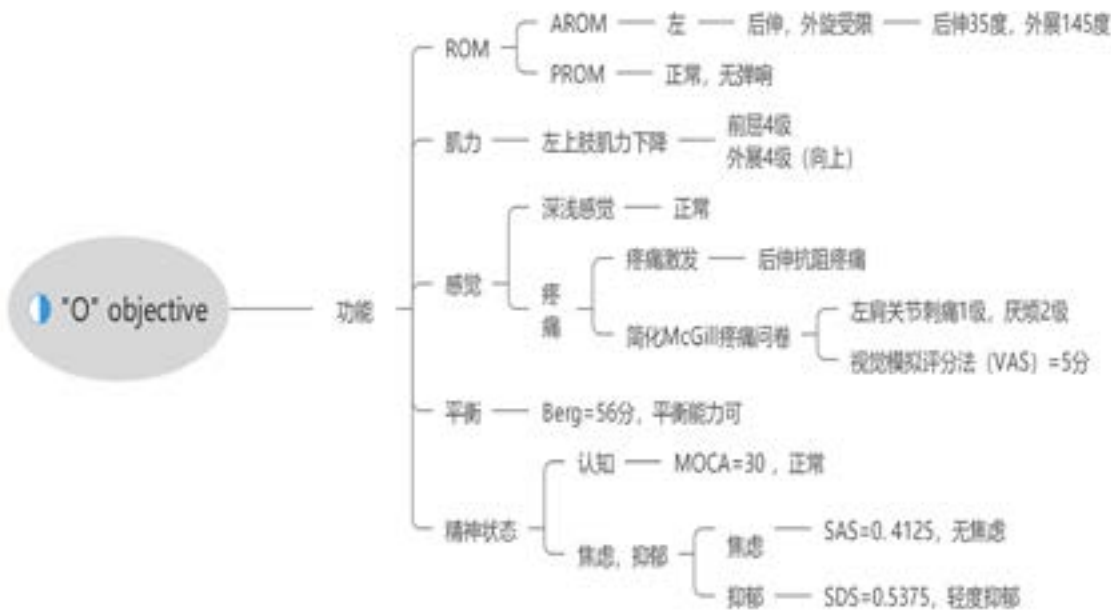 "O" objective
功能
ROM
AROM
左
后伸，外旋受限
后伸35度，外展145度
PROM
正常，无弹响
肌力
左上肢肌力下降
前屈4级
外展4级（向上）
感觉
深浅感觉
正常
疼痛
疼痛激发
后伸抗阻疼痛
简化McGill疼痛问卷
左肩关节刺痛1级，厌烦2级
视觉模拟评分法（VAS）=5分
平衡
Berg=56分，平衡能力可
精神状态
认知
MOCA=30 ，正常
焦虑，抑郁
焦虑
SAS=0.4125，无焦虑
抑郁
SDS=0.5375，轻度抑郁